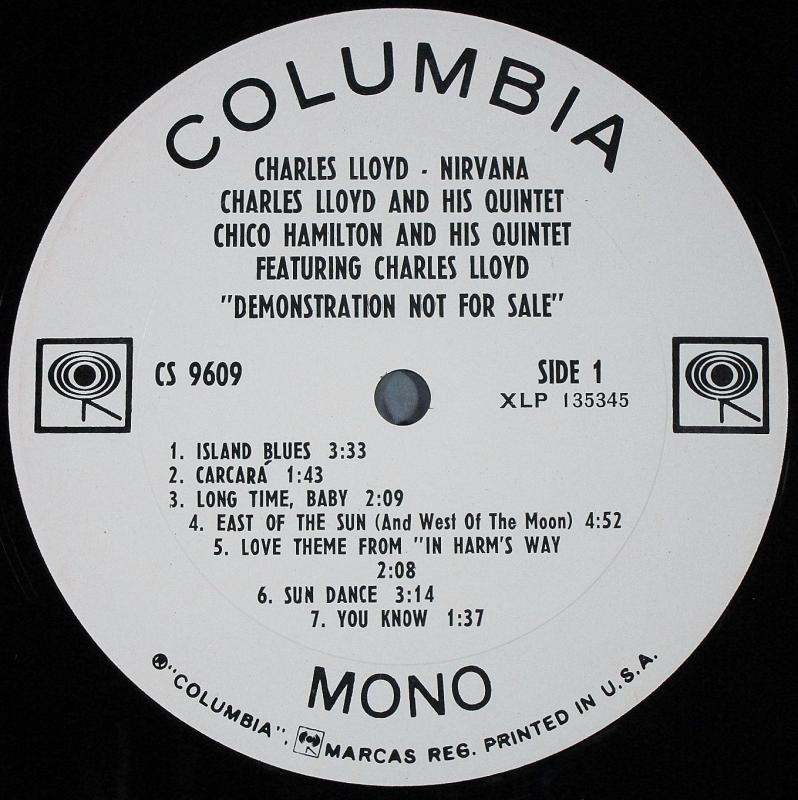 COLUMBIA
CHARLES LLOYD - NIRVANA
CHARLES LLOYD AND HIS QUINTET
CHICO HAMILTON AND HIS QUINTET
FEATURING CHARLES LLOYD
"DEMONSTRATION NOT FOR SALE"
CS 9609
SIDE 1
XLP 135345
1. ISLAND BLUES 3:33
2. CARCARÁ 1:43
3. LONG TIME, BABY 2:09
4. EAST OF THE SUN (And West Of The Moon) 4:52
5. LOVE THEME FROM "IN HARM'S WAY
2:08
6. SUN DANCE 3:14
7. YOU KNOW 1:37
MONO
Ⓡ "COLUMBIA", MARCAS REG. PRINTED IN U.S.A.